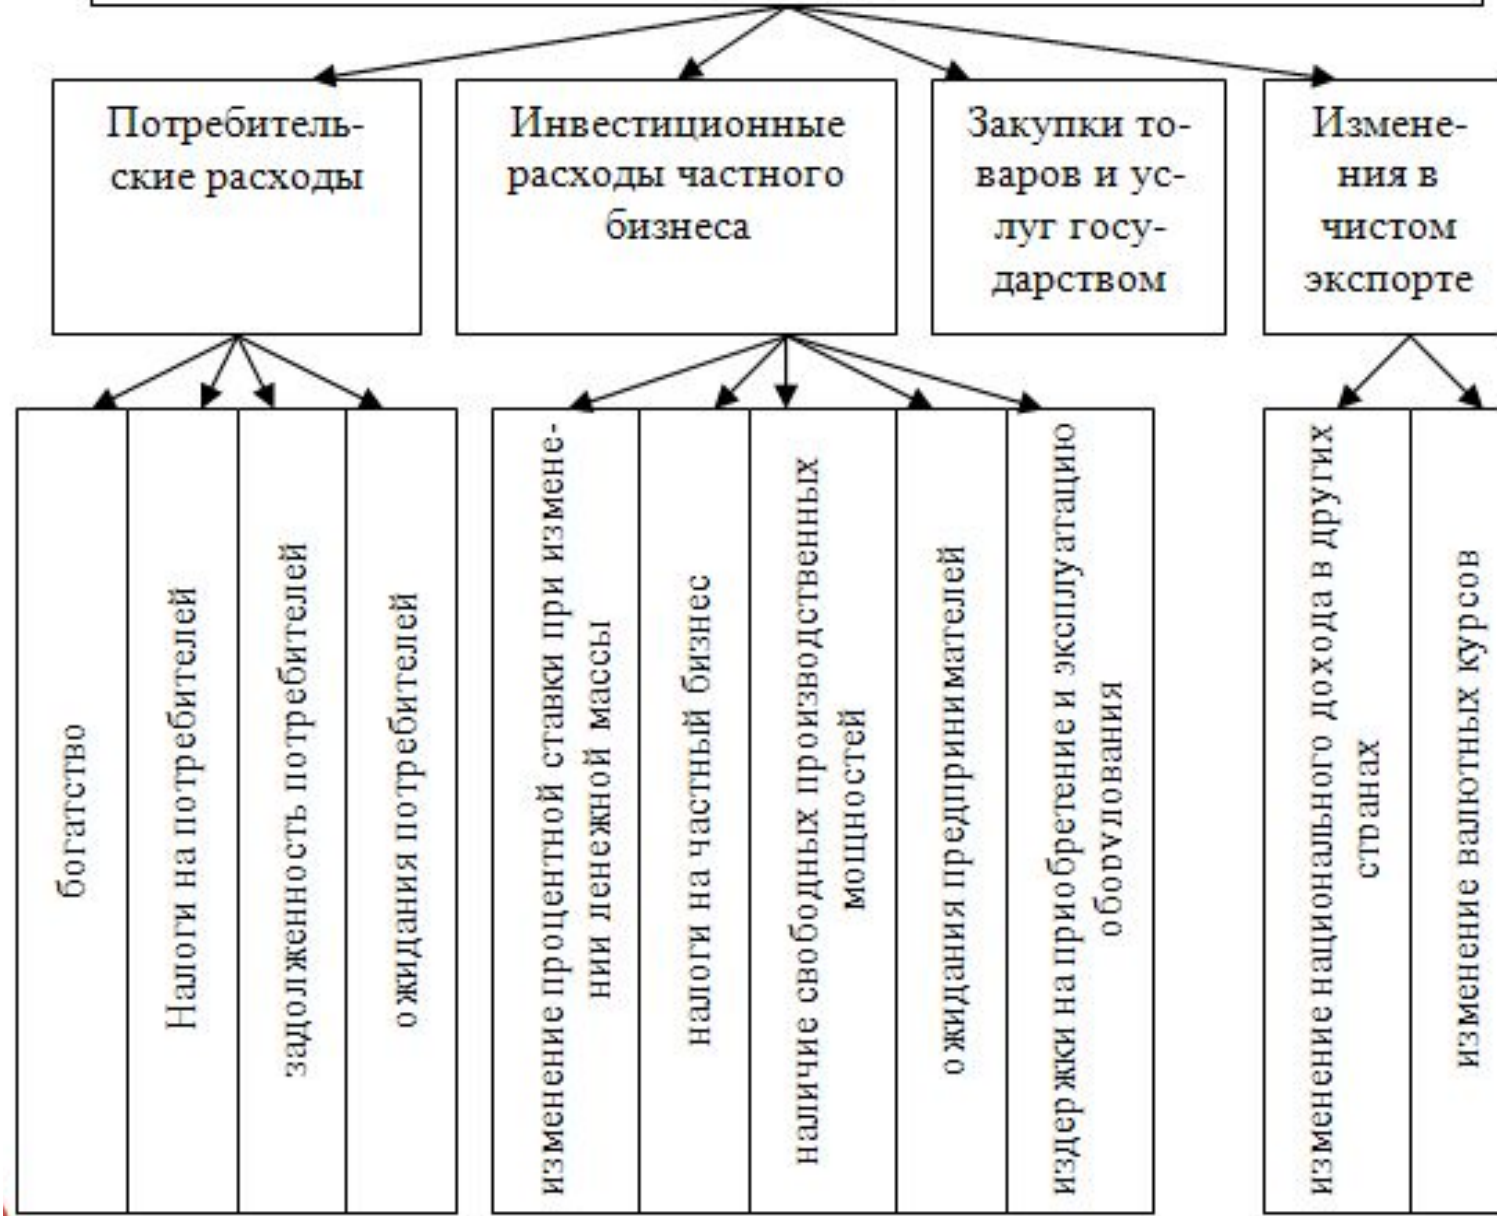 Потребитель-
ские расходы
Инвестиционные
расходы частного
бизнеса
Закупки то-
варов и ус-
луг госу-
дарством
Измене-
ния в
чистом
экспорте
богатство
Налоги на потребителей
задолженность потребителей
ожидания потребителей
изменение процентной ставки при измене-
нии денежной массы
налоги на частный бизнес
наличие свободных производственных
мощностей
ожидания предпринимателей
издержки на приобретение и эксплуатацию
оборудования
изменение национального дохода в других
странах
изменение валютных курсов